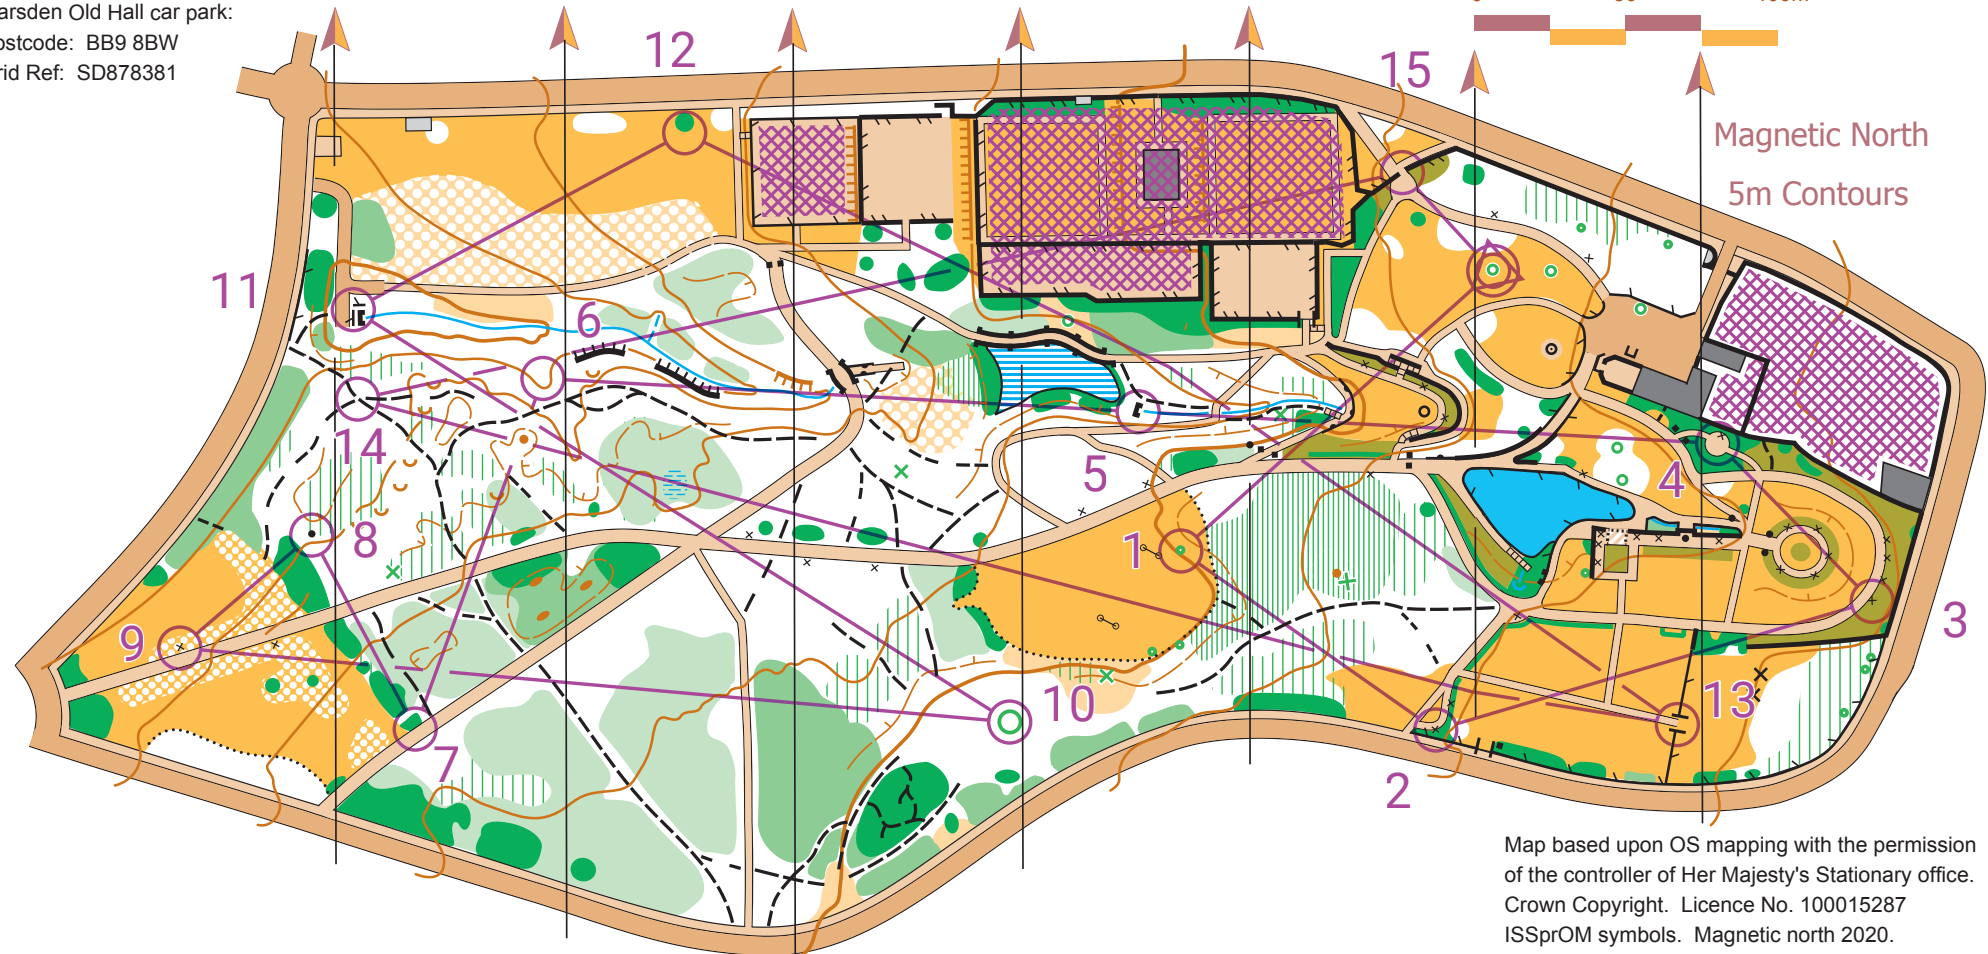 arsden Old Hall car park:
ostcode: BB9 8BW
rid Ref: SD878381
12
15
Magnetic North
5m Contours
11
6
14
5
4
8
1
9
3
10
13
7
2
Map based upon OS mapping with the permission
of the controller of Her Majesty's Stationary office.
Crown Copyright. Licence No. 100015287
ISSprOM symbols. Magnetic north 2020.